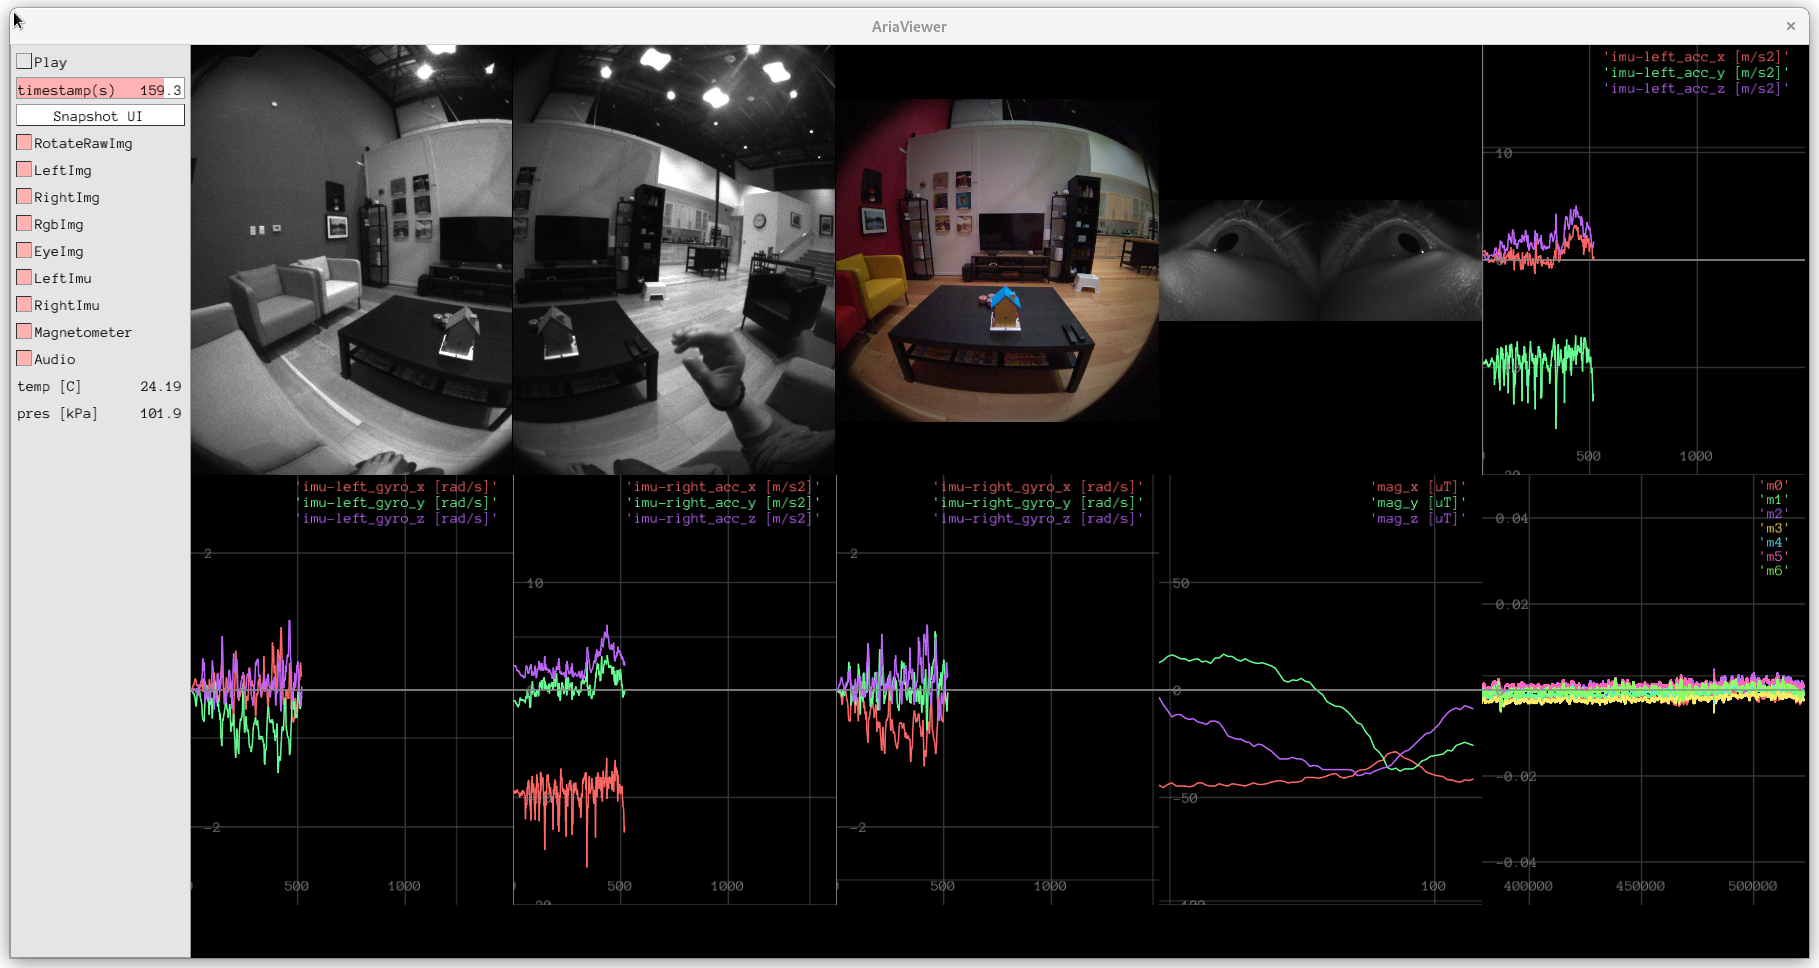 AriaViewer
Play
timestamp(s) 159.3
Snapshot UI
RotateRawImg
LeftImg
RightImg
RgbImg
EyeImg
LeftImu
RightImu
Magnetometer
Audio
temp [C] 24.19
pres [kPa] 101.9
'imu-left_acc_x [m/s2]'
'imu-left_acc_y [m/s2]'
'imu-left_acc_z [m/s2]'
10
500 1000
'imu-left_gyro_x [rad/s]'
'imu-left_gyro_y [rad/s]'
'imu-left_gyro_z [rad/s]'
2
-2
500 1000
'imu-right_acc_x [m/s2]'
'imu-right_acc_y [m/s2]'
'imu-right_acc_z [m/s2]'
10
500 1000
'imu-right_gyro_x [rad/s]'
'imu-right_gyro_y [rad/s]'
'imu-right_gyro_z [rad/s]'
2
-2
500 1000
'mag_x [uT]'
'mag_y [uT]'
'mag_z [uT]'
50
0
-50
100
'm0'
'm1'
'm2'
'm3'
'm4'
'm5'
'm6'
0.04
0.02
-0.02
-0.04
400000 450000 500000